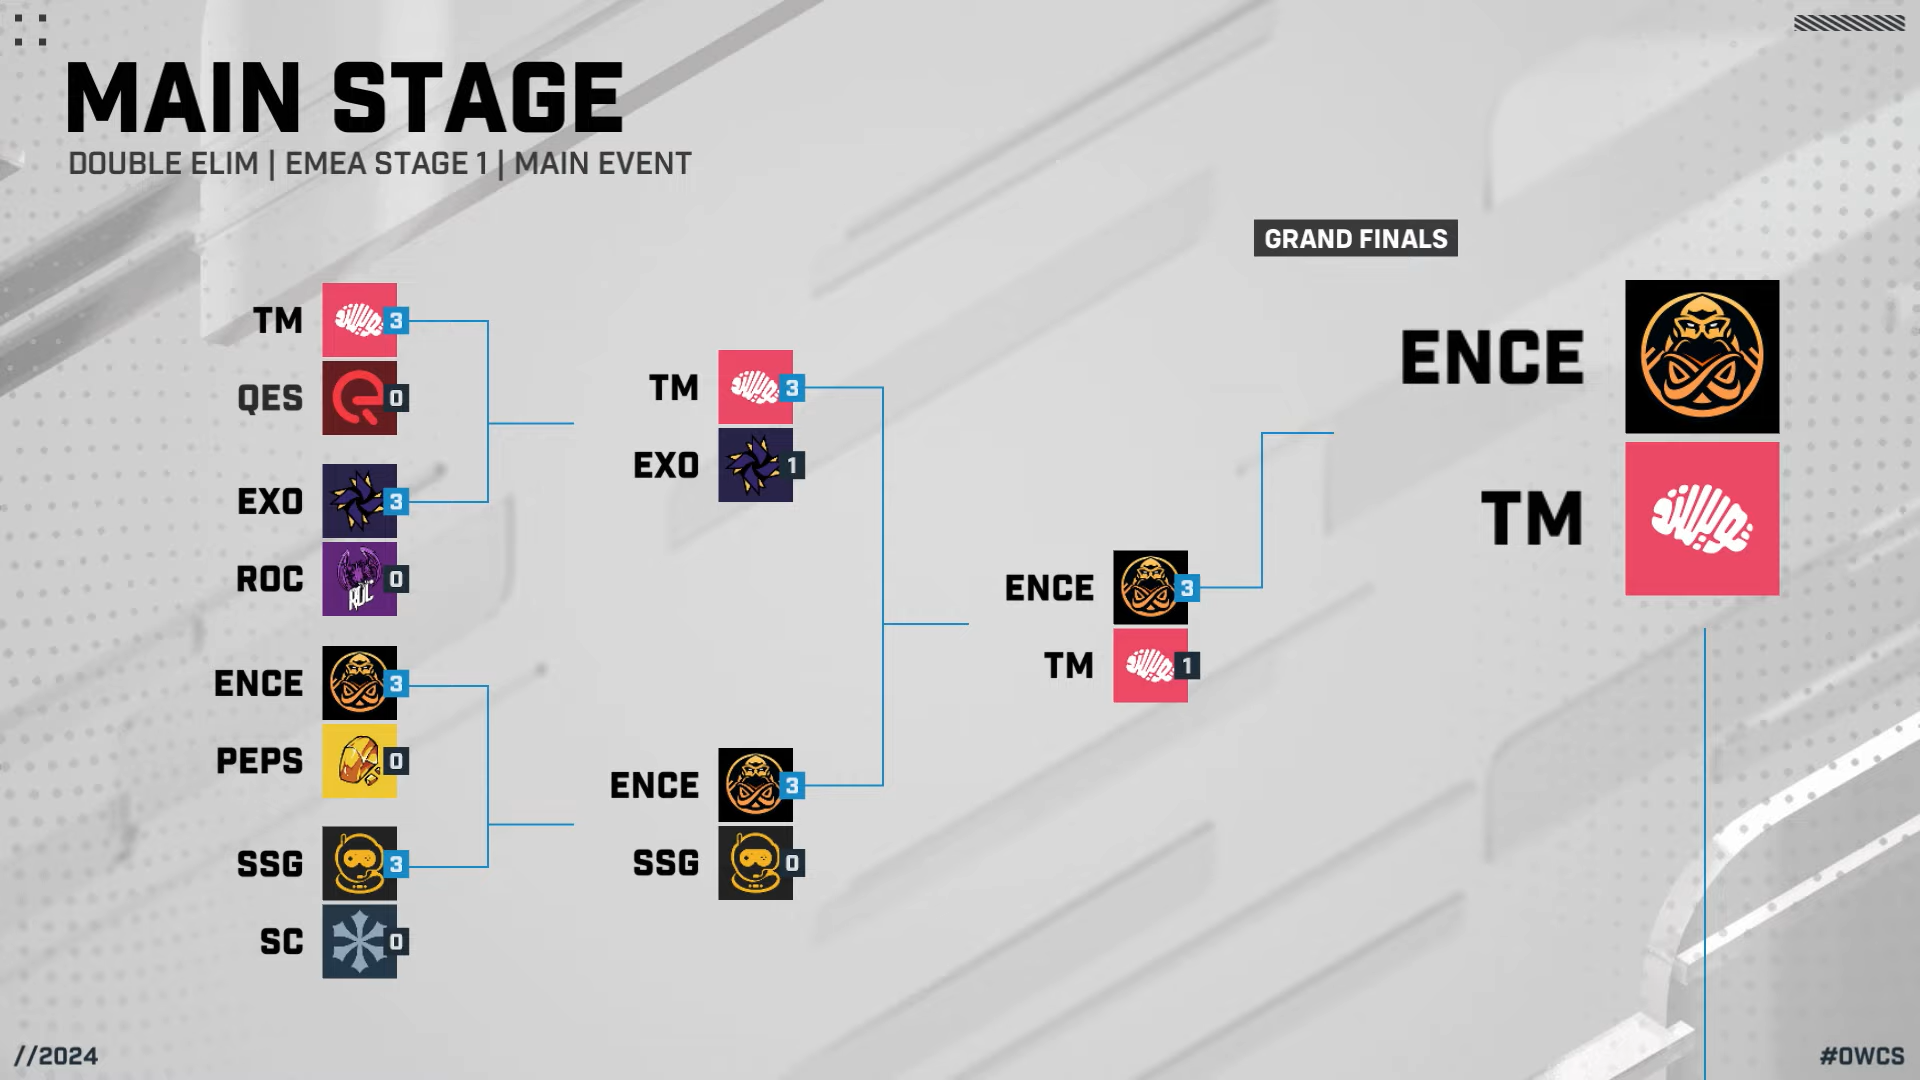 MAIN STAGE
DOUBLE ELIM | EMEA STAGE 1 | MAIN EVENT
GRAND FINALS
TM 3
QES 0
EXO 3
ROC 0
ROC
ENCE 3
PEPS 0
SSG 3
SC 0
TM 3
EXO 1
ENCE 3
SSG 0
ENCE 3
TM 1
ENCE
TM
//2024
#OWCS